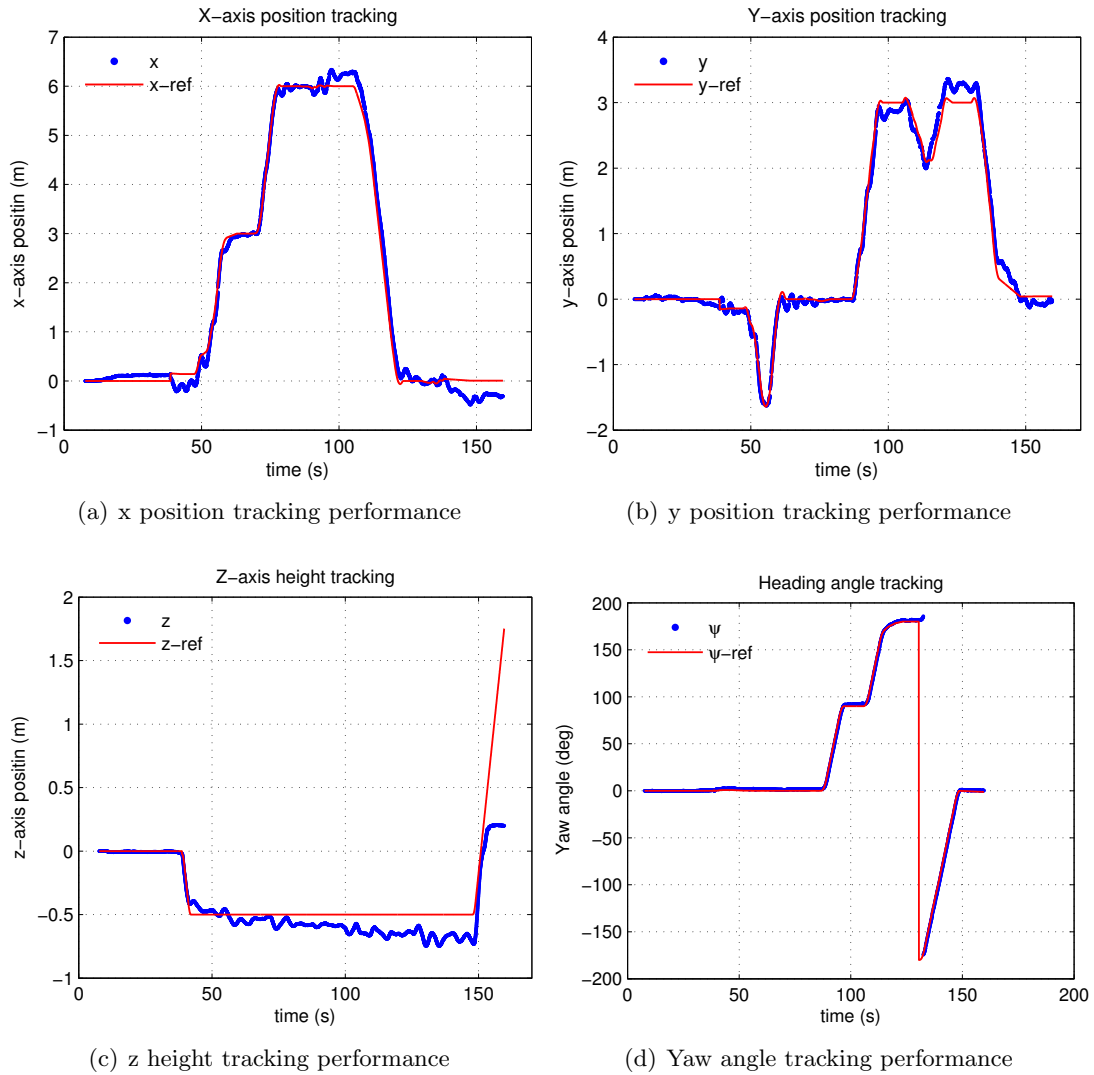 X−axis position tracking
7
6
5
4
3
2
1
0
−1
x
x−ref
x−axis positin (m)
0
50
100
150
time (s)
(a) x position tracking performance
Y−axis position tracking
4
3
2
1
0
−1
−2
y
y−ref
y−axis positin (m)
0
50
100
150
time (s)
(b) y position tracking performance
Z−axis height tracking
2
1.5
1
0.5
0
−0.5
−1
z
z−ref
z−axis positin (m)
0
50
100
150
time (s)
(c) z height tracking performance
Heading angle tracking
200
150
100
50
0
−50
−100
−150
−200
ψ
ψ−ref
Yaw angle (deg)
0
50
100
150
200
time (s)
(d) Yaw angle tracking performance